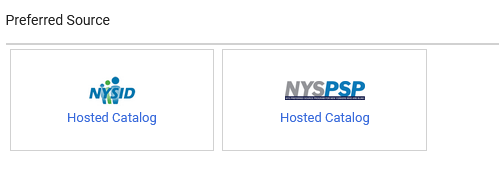 Preferred Source
NYSID
Hosted Catalog
NYSPSP
Hosted Catalog